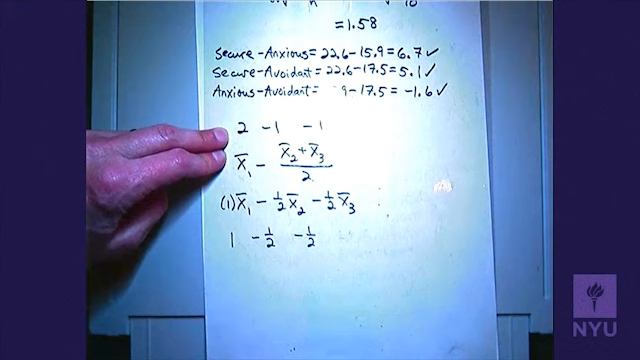 =1.58
Secure-Anxious=22.6-15.9=6.7✓
Secure-Avoidant=22.6-17.5=5.1✓
Anxious-Avoidant= 9-17.5=-1.6✓
2 -1 -1
X̄₁ - (X̄₂+X̄₃)/2
(1)X̄₁ - ½X̄₂ - ½X̄₃
1 -½ -½
NYU